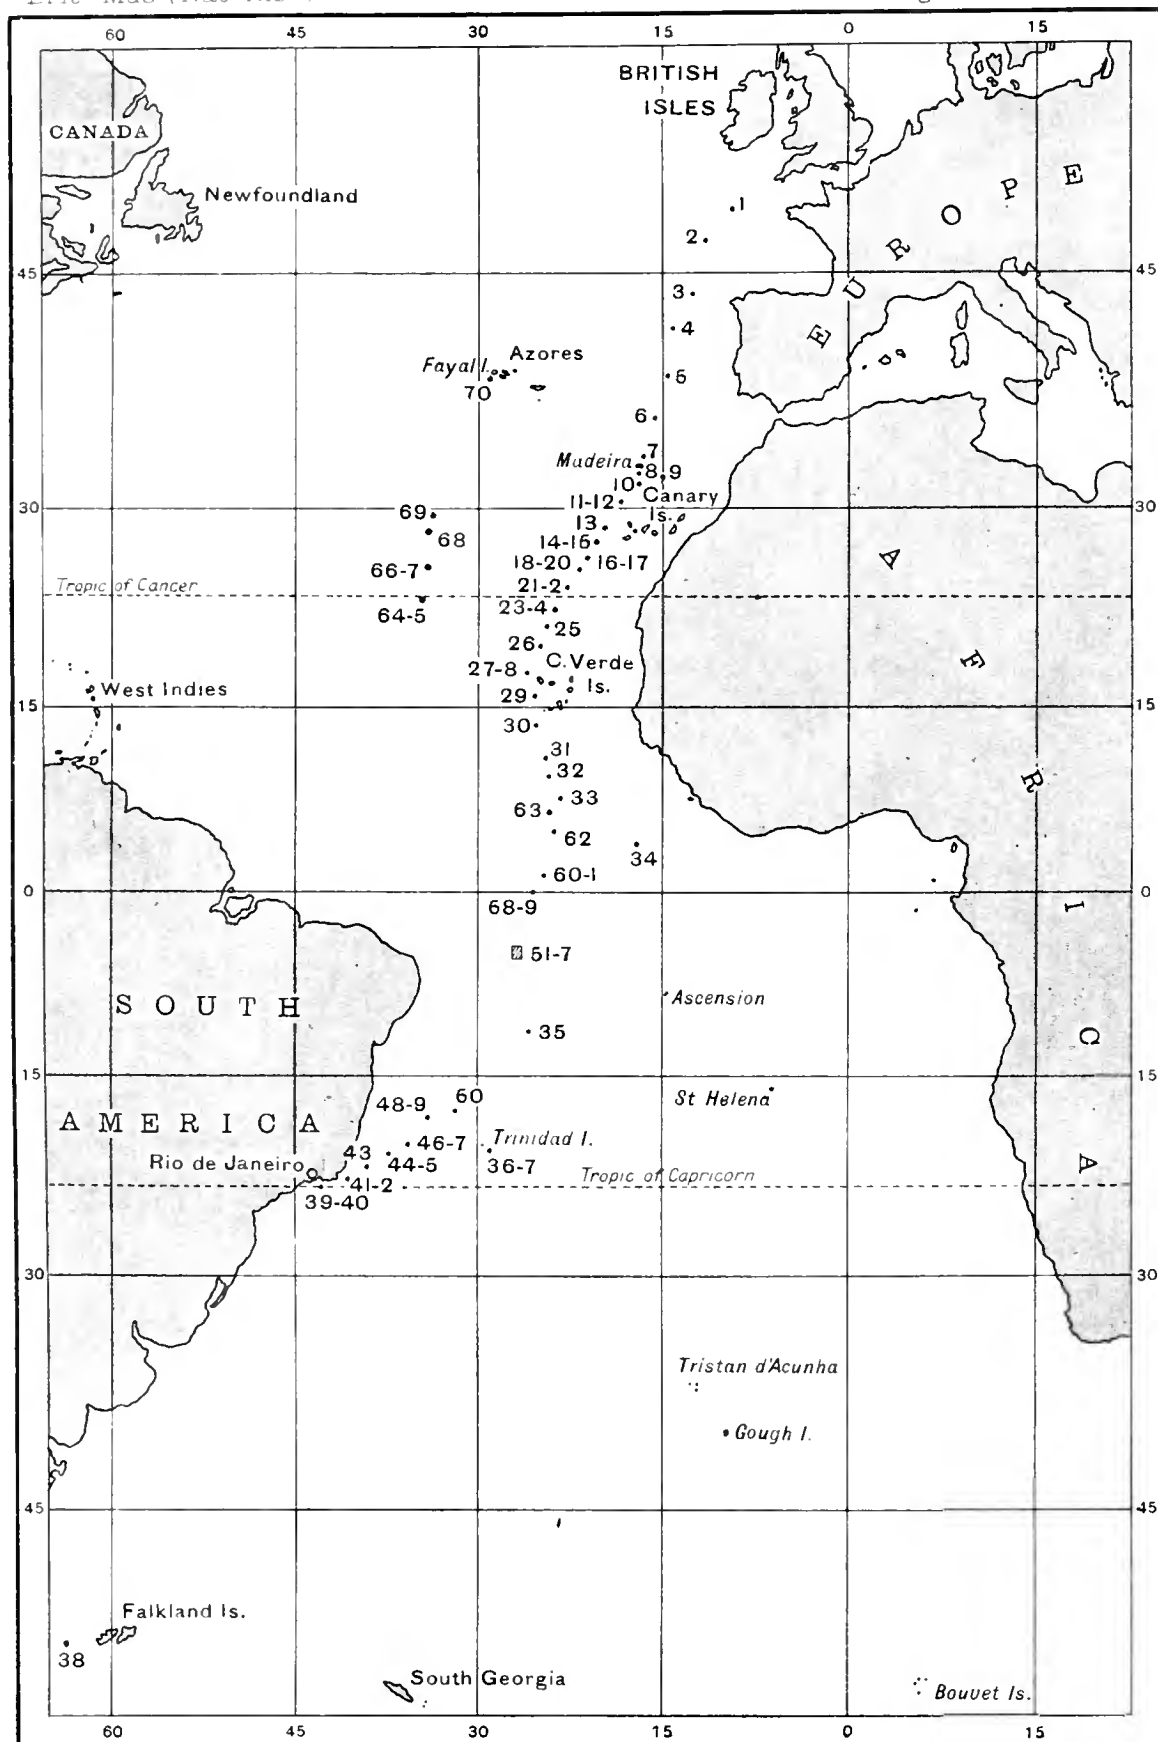 60 45 30 15 0 15
BRITISH
ISLES
CANADA
Newfoundland
EUROPE
1
2
45 45
3
4
Fayal I. Azores
5
70
6
7
Madeira 8 9
10 Canary
11-12 Is.
30 30
69 13
68 14-15
18-20 16-17
66-7
21-2
Tropic of Cancer
64-5 23-4
25
26
C. Verde
27-8 Is.
West Indies 29
15 15
30
31
32
33
63
62
34
60-1
0 0
68-9
51-7
AFRICA
Ascension
SOUTH
35
15 15
48-9 60 St Helena
AMERICA
43 46-7 Trinidad I.
Rio de Janeiro 44-5 36-7
41-2 Tropic of Capricorn
39-40
30 30
Tristan d'Acunha
Gough I.
45 45
Falkland Is.
38
South Georgia
Bouvet Is.
60 45 30 15 0 15